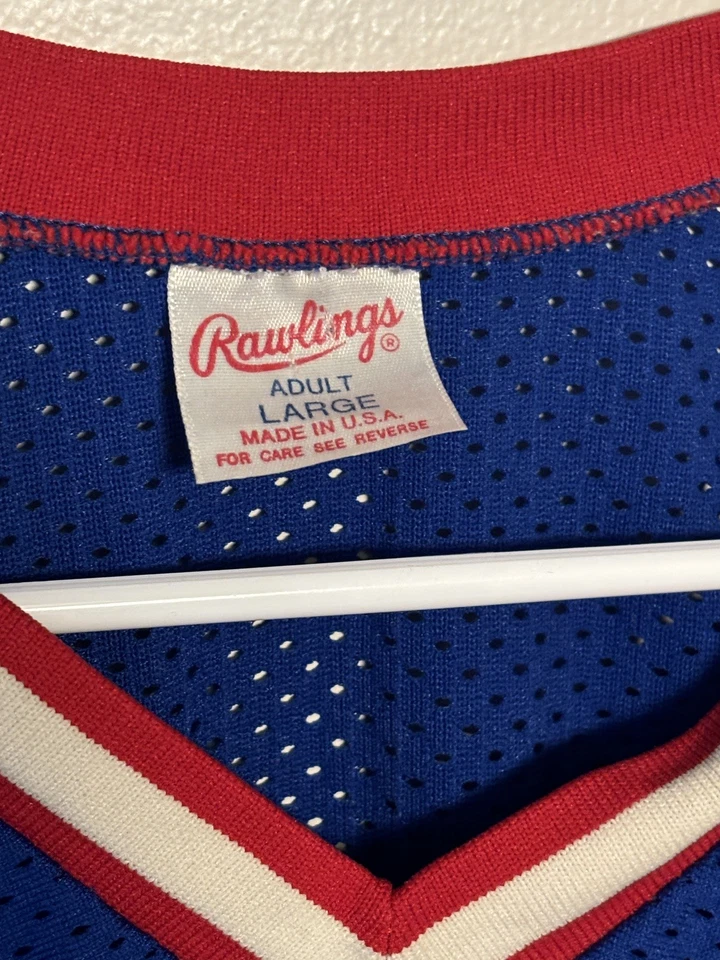 Rawlings®
ADULT
LARGE
MADE IN U.S.A.
FOR CARE SEE REVERSE